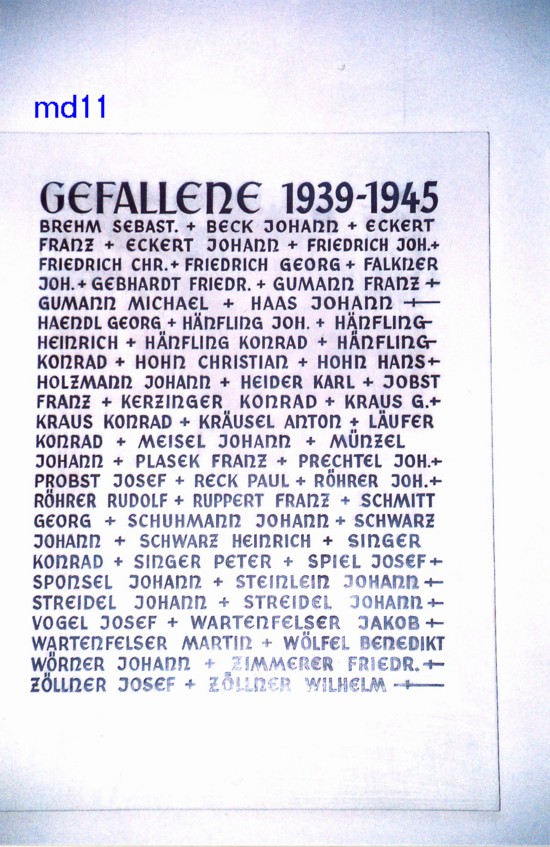 md11
GEFALLENE 1939-1945
BREHM SEBAST. + BECK JOHANN + ECKERT
FRANZ + ECKERT JOHANN + FRIEDRICH JOH.+
FRIEDRICH CHR.+ FRIEDRICH GEORG + FALKNER
JOH.+ GEBHARDT FRIEDR. + GUMANN FRANZ +
GUMANN MICHAEL + HAAS JOHANN +
HAENDL GEORG + HÄNFLING JOH. + HÄNFLING-
HEINRICH + HÄNFLING KONRAD + HÄNFLING-
KONRAD + HOHN CHRISTIAN + HOHN HANS+
HOLZMANN JOHANN + HEIDER KARL + JOBST
FRANZ + KERZINGER KONRAD + KRAUS G.+
KRAUS KONRAD + KRÄUSEL ANTON + LÄUFER
KONRAD + MEISEL JOHANN + MÜNZEL
JOHANN + PLASEK FRANZ + PRECHTEL JOH.+
PROBST JOSEF + RECK PAUL + RÖHRER JOH.+
RÖHRER RUDOLF + RUPPERT FRANZ + SCHMITT
GEORG + SCHUHMANN JOHANN + SCHWARZ
JOHANN + SCHWARZ HEINRICH + SINGER
KONRAD + SINGER PETER + SPIEL JOSEF+
SPONSEL JOHANN + STEINLEIN JOHANN +
STREIDEL JOHANN + STREIDEL JOHANN +
VOGEL JOSEF + WARTENFELSER JAKOB +
WARTENFELSER MARTIN + WÖLFEL BENEDIKT
WÖRNER JOHANN + ZIMMERER FRIEDR.+
ZÖLLNER JOSEF + ZÖLLNER WILHELM +